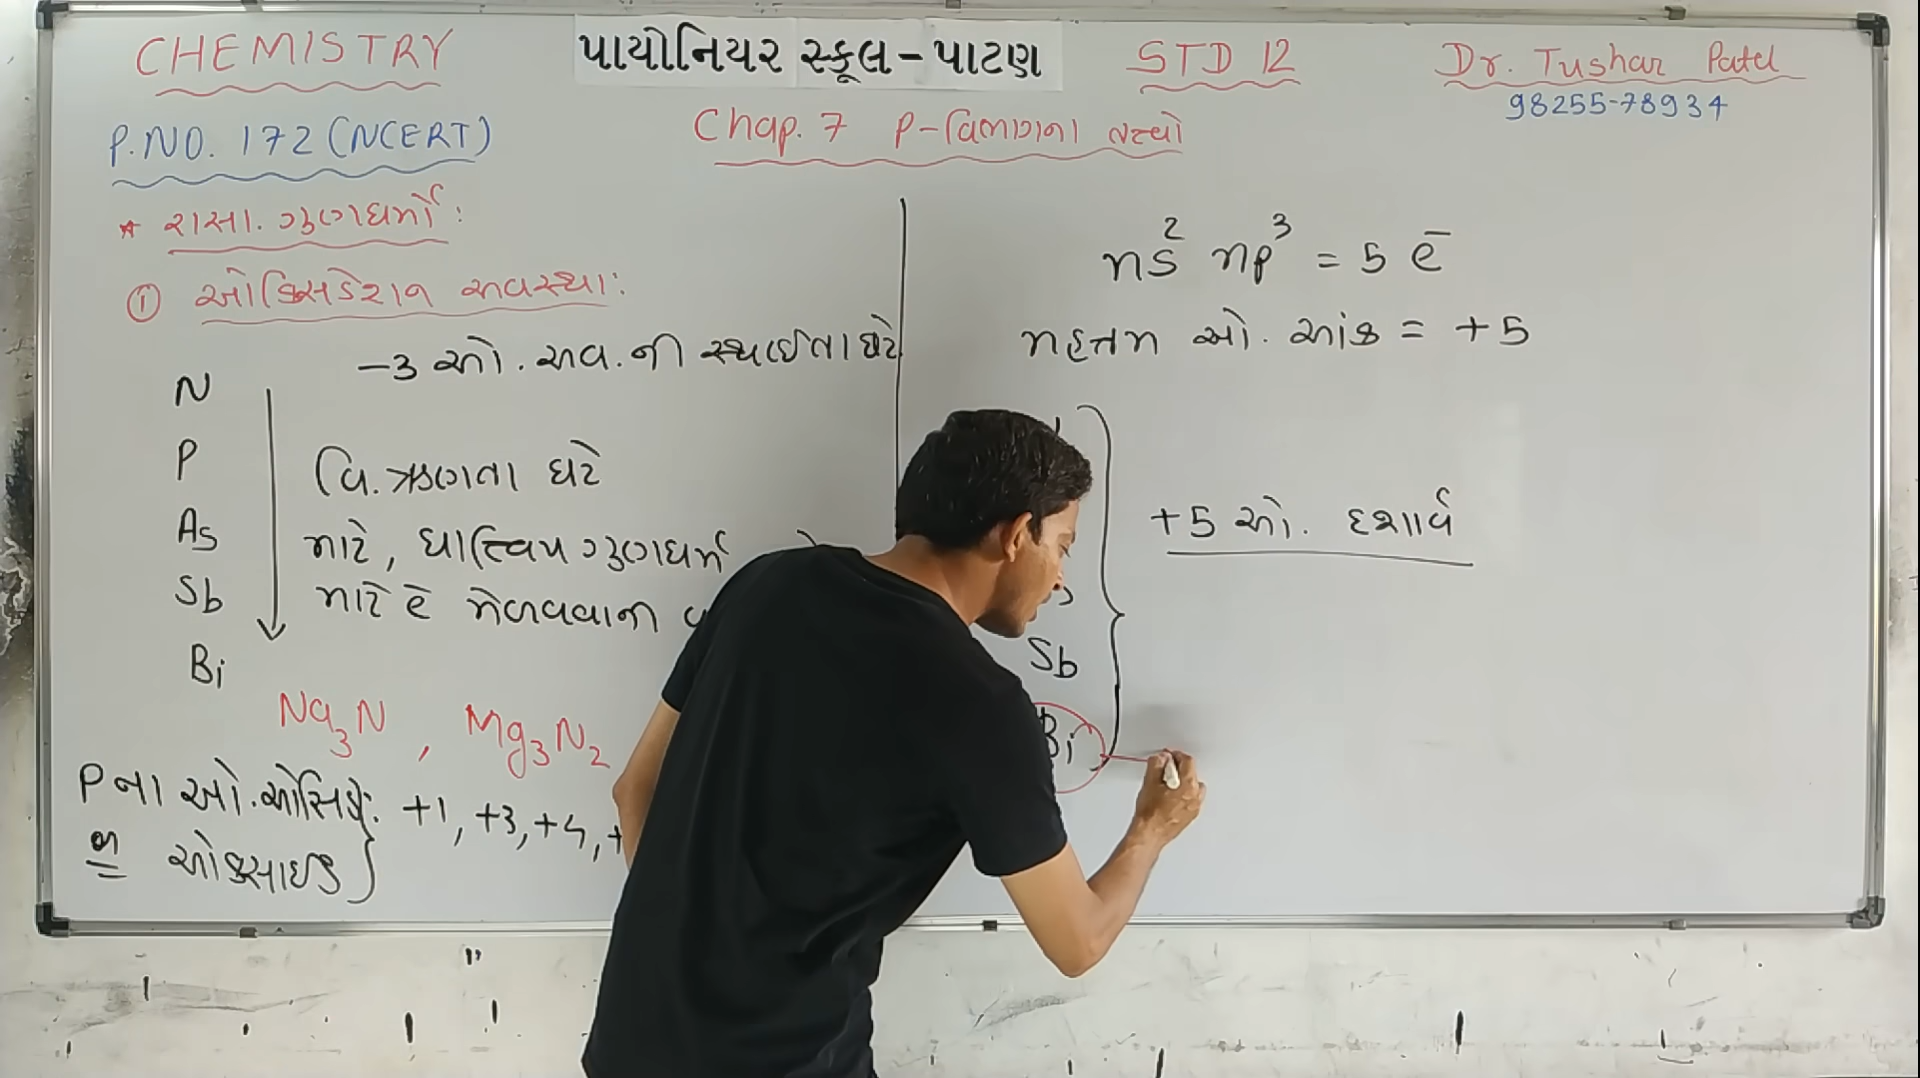 CHEMISTRY
પાયોનિયર સ્કૂલ - પાટણ
STD 12
Dr. Tushar Patel
98255-78934
P.NO. 172 (NCERT)
Chap. 7 P-વિભાગના તત્વો
* રાસા. ગુણધર્મો :
① ઓક્સિડેશન અવસ્થા :
-3 ઓ. અવ. ની સ્થાઈતા ઘટે
N
P
As
Sb
Bi
વિ. ઋણતા ઘટે
માટે, ધાત્વિય ગુણધર્મ
માટે e મેળવવાના
Na₃N , Mg₃N₂
P ના ઓ. એસિડ : +1, +3, +4, +
ઓક્સાઇડ
ns² np³ = 5 e⁻
મહત્તમ ઓ. આંક = +5
Sb
Bi
+5 ઓ. દર્શાવે